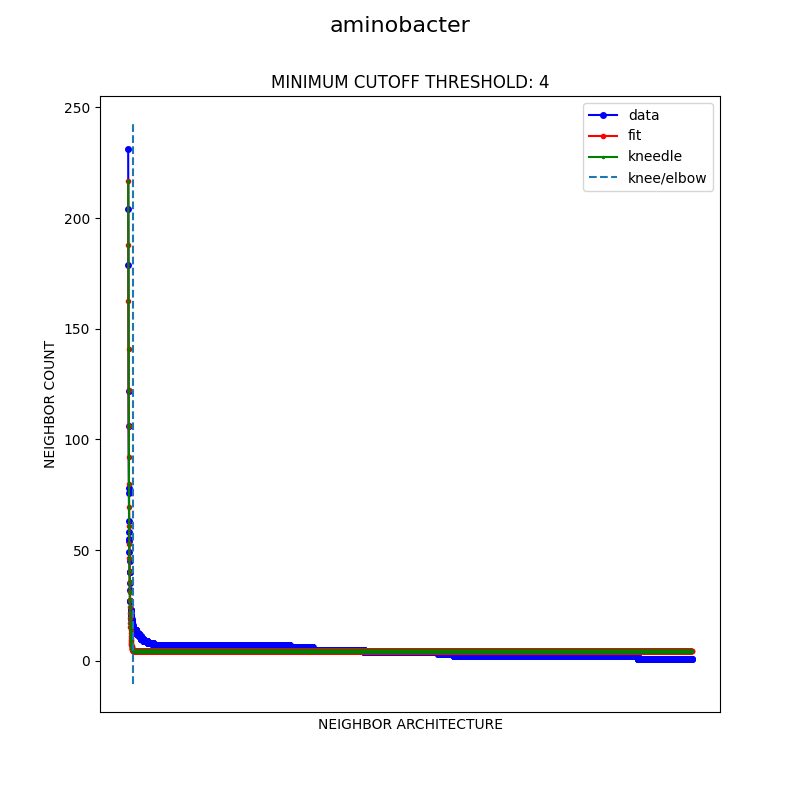 aminobacter
MINIMUM CUTOFF THRESHOLD: 4
250
200
150
100
50
0
NEIGHBOR COUNT
data
fit
kneedle
knee/elbow
NEIGHBOR ARCHITECTURE